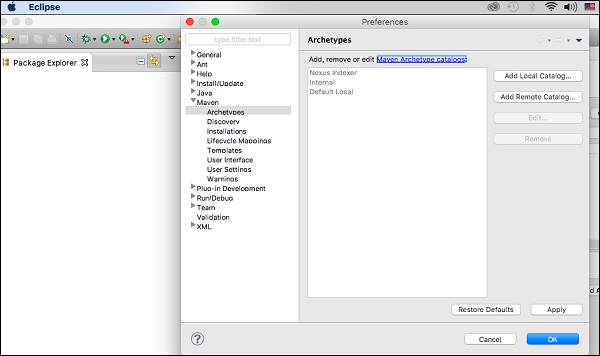 Eclipse
Preferences
Package Explorer
type filter text
General
Ant
Help
Install/Update
Java
Maven
Archetypes
Discovery
Installations
Lifecycle Mappings
Templates
User Interface
User Settings
Warnings
Plug-in Development
Run/Debug
Team
Validation
XML
Archetypes
Add, remove or edit Maven Archetype catalogs:
Nexus Indexer
Internal
Default Local
Add Local Catalog...
Add Remote Catalog...
Edit...
Remove
Restore Defaults
Apply
?
Cancel
OK